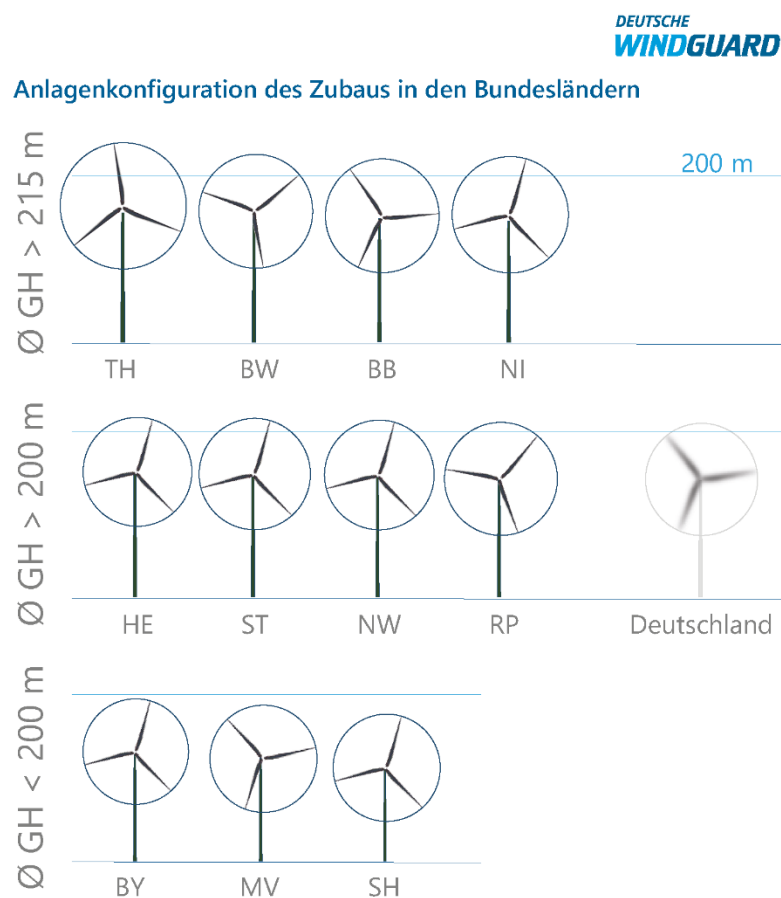 DEUTSCHE
WINDGUARD
Anlagenkonfiguration des Zubaus in den Bundesländern
Ø GH > 215 m
200 m
TH BW BB NI
Ø GH > 200 m
HE ST NW RP Deutschland
Ø GH < 200 m
BY MV SH